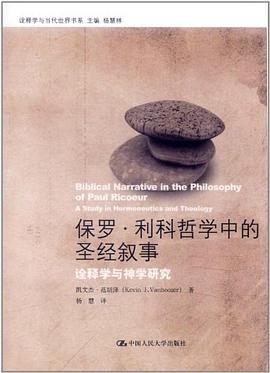 诠释学与当代世界书系 主编 杨慧林
Biblical Narrative in the Philosophy
of Paul Ricoeur
A Study in Hermeneutics and Theology
保罗·利科哲学中的
圣经叙事
诠释学与神学研究
凯文杰·范胡泽(Kevin J.Vanhoozer) 著
杨 慧 译
中国人民大学出版社